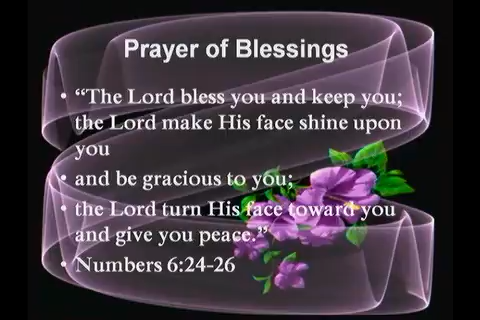 Prayer of Blessings
• “The Lord bless you and keep you;
the Lord make His face shine upon
you
• and be gracious to you;
• the Lord turn His face toward you
and give you peace.”
• Numbers 6:24-26